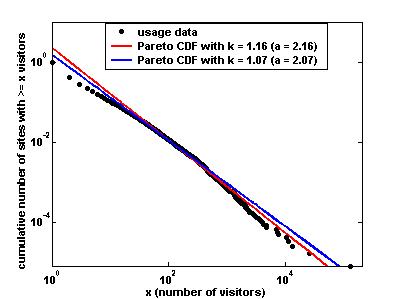 usage data
Pareto CDF with k = 1.16 (a = 2.16)
Pareto CDF with k = 1.07 (a = 2.07)
cumulative number of sites with >= x visitors
10^0
10^-2
10^-4
10^0
10^2
10^4
x (number of visitors)